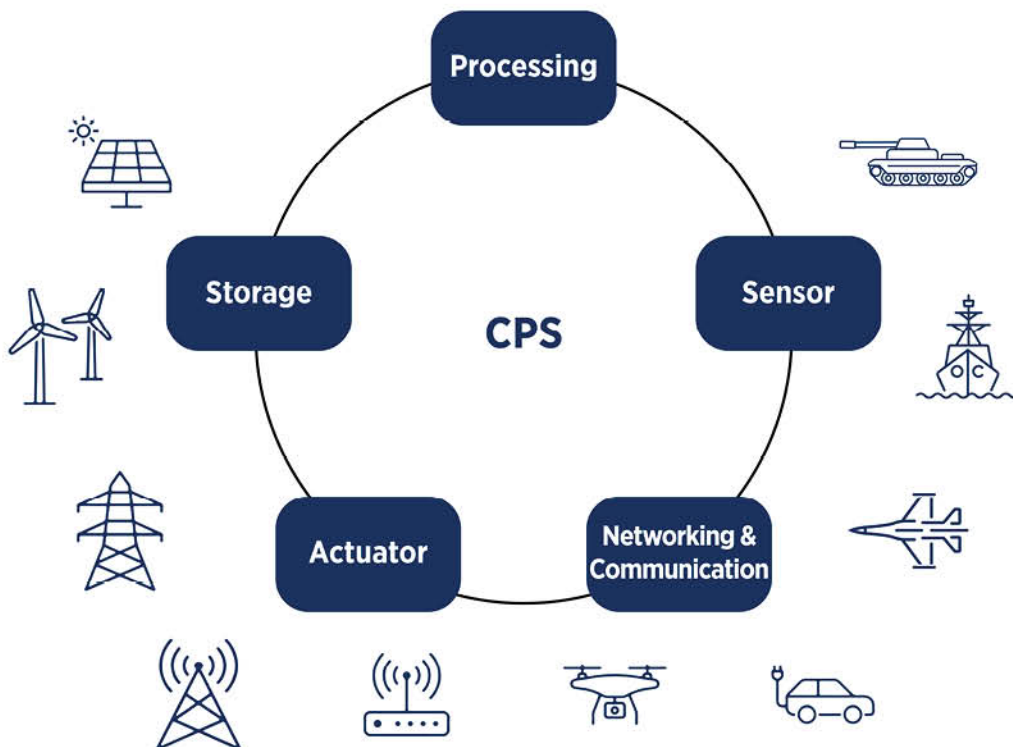 Processing
Storage
Sensor
CPS
Actuator
Networking &
Communication